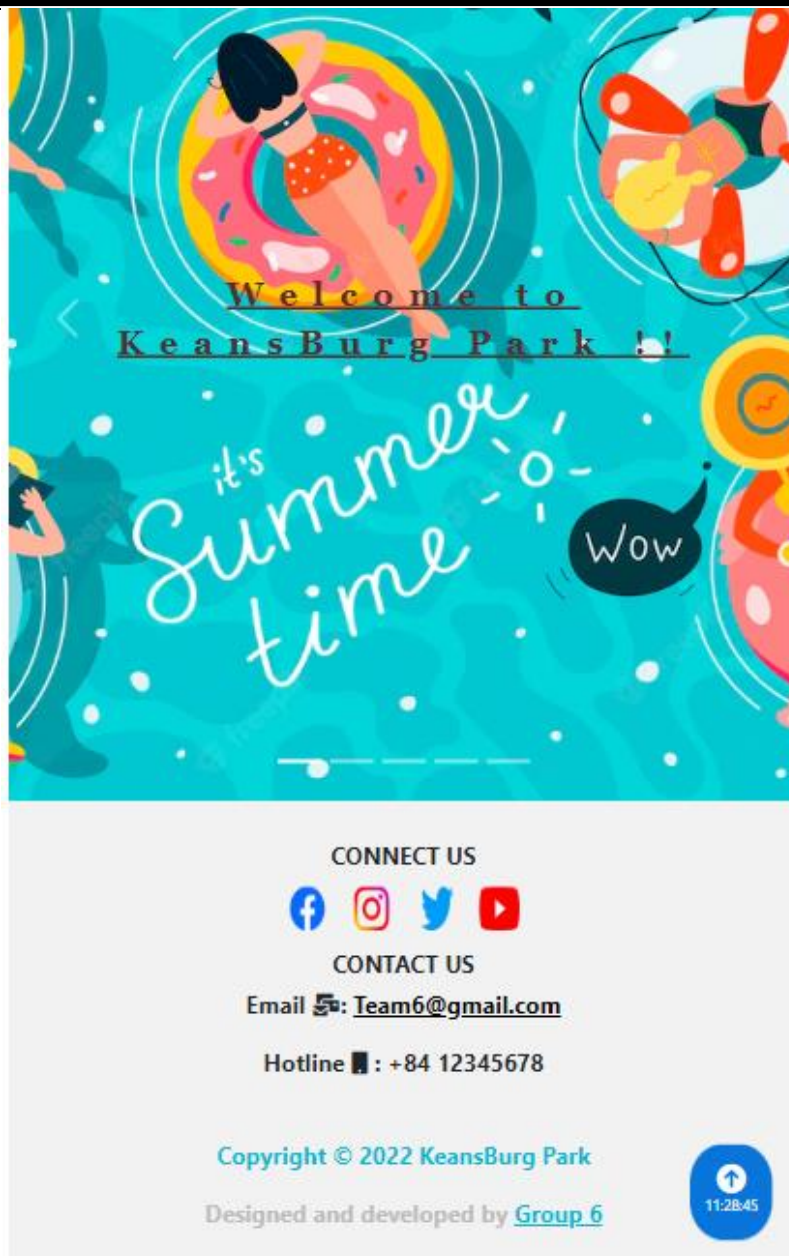 Welcome to
KeansBurg Park !!
it's
Summer
time
Wow
CONNECT US
CONTACT US
Email : Team6@gmail.com
Hotline : +84 12345678
Copyright © 2022 KeansBurg Park
Designed and developed by Group 6
11:28:45